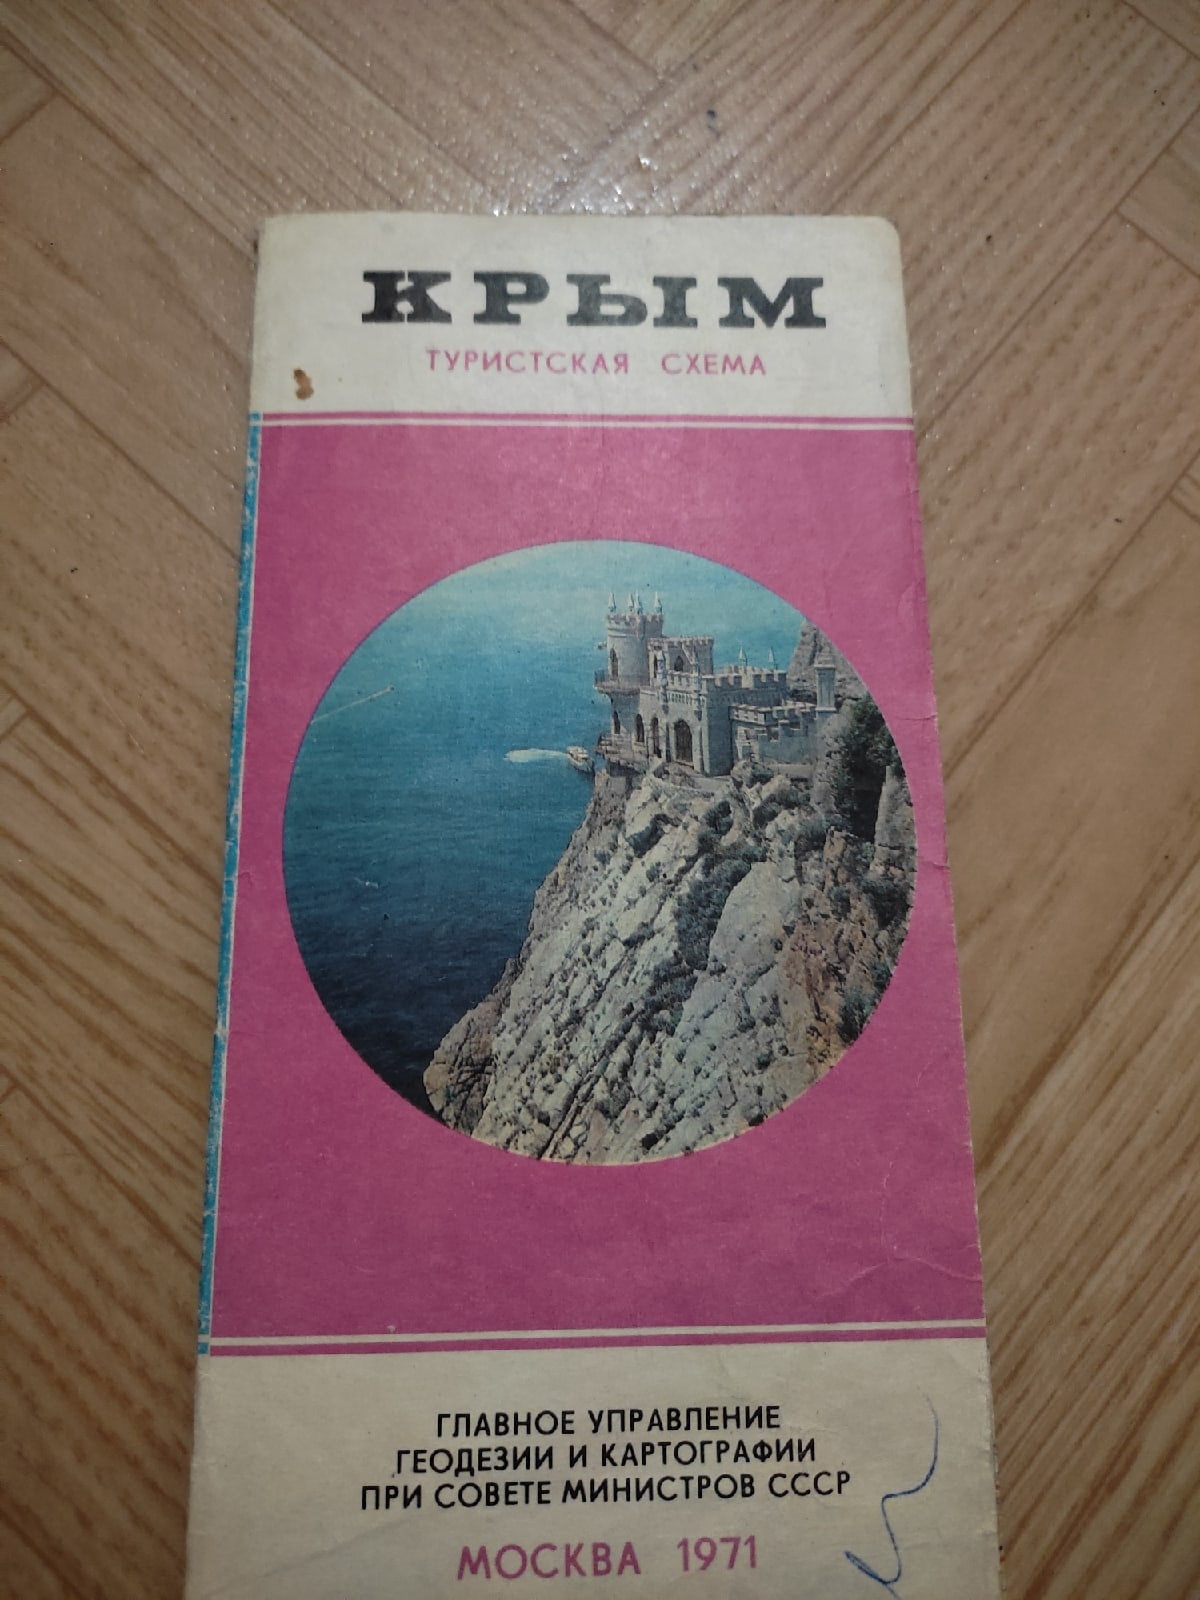 КРЫМ
ТУРИСТСКАЯ СХЕМА
ГЛАВНОЕ УПРАВЛЕНИЕ
ГЕОДЕЗИИ И КАРТОГРАФИИ
ПРИ СОВЕТЕ МИНИСТРОВ СССР
МОСКВА 1971